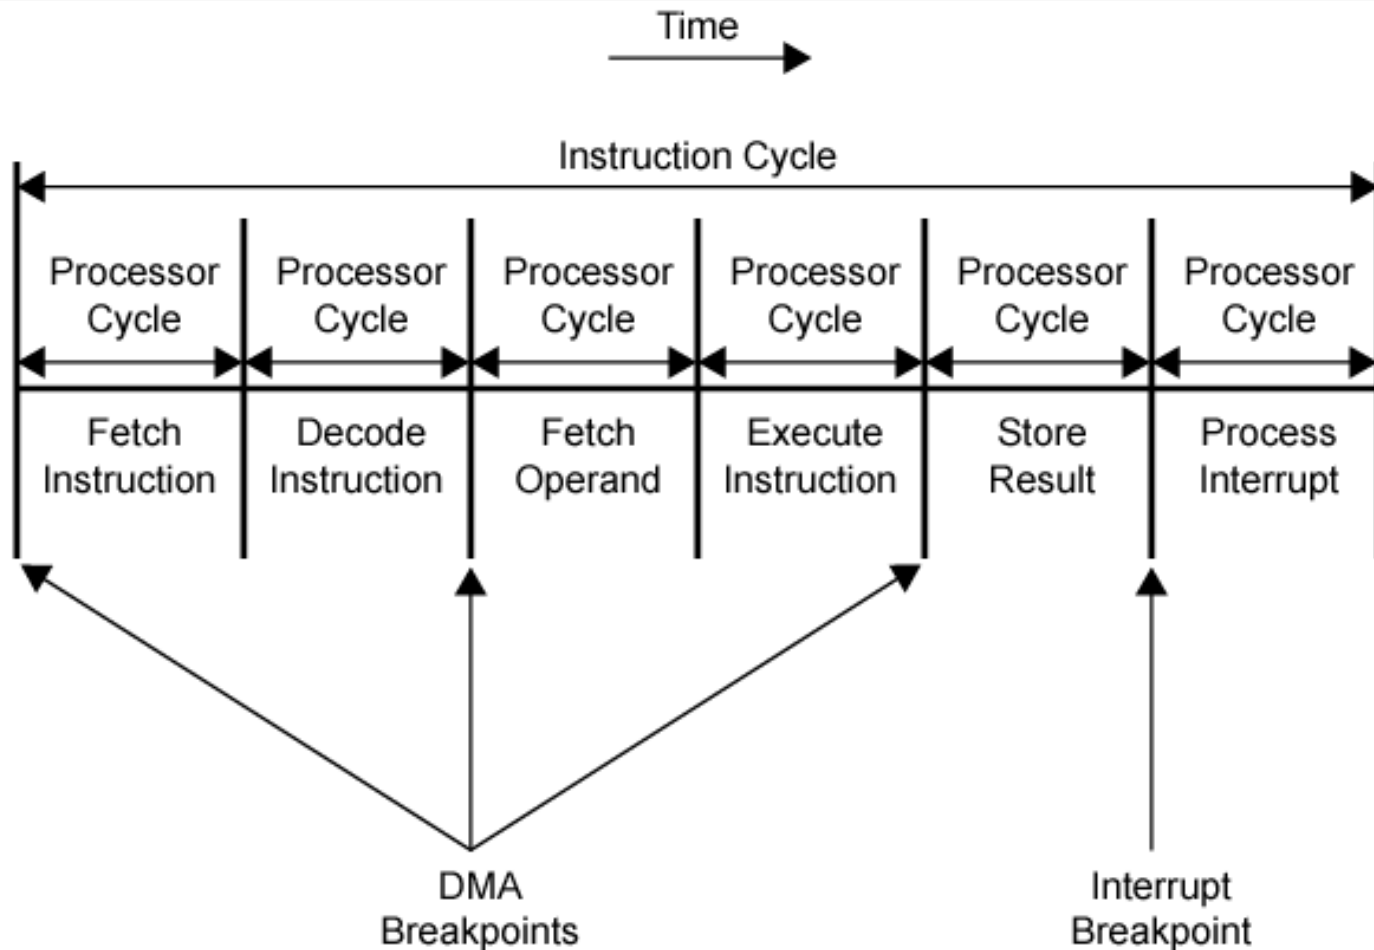 Time
Instruction Cycle
Processor Processor Processor Processor Processor Processor
Cycle Cycle Cycle Cycle Cycle Cycle
Fetch Decode Fetch Execute Store Process
Instruction Instruction Operand Instruction Result Interrupt
DMA Interrupt
Breakpoints Breakpoint